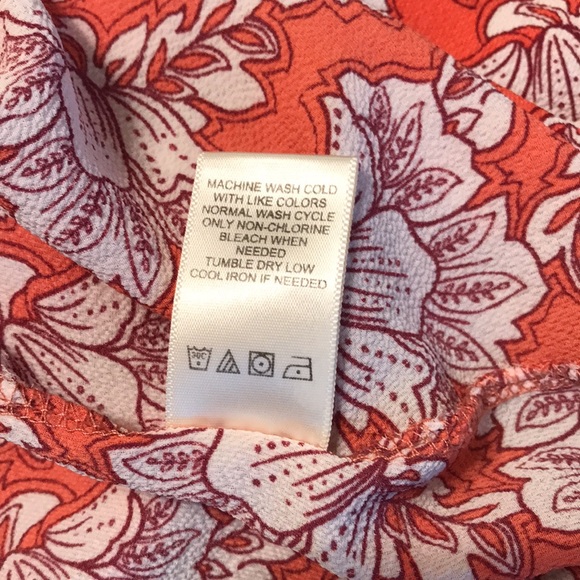 MACHINE WASH COLD
WITH LIKE COLORS
NORMAL WASH CYCLE
ONLY NON-CHLORINE
BLEACH WHEN
NEEDED
TUMBLE DRY LOW
COOL IRON IF NEEDED
30C